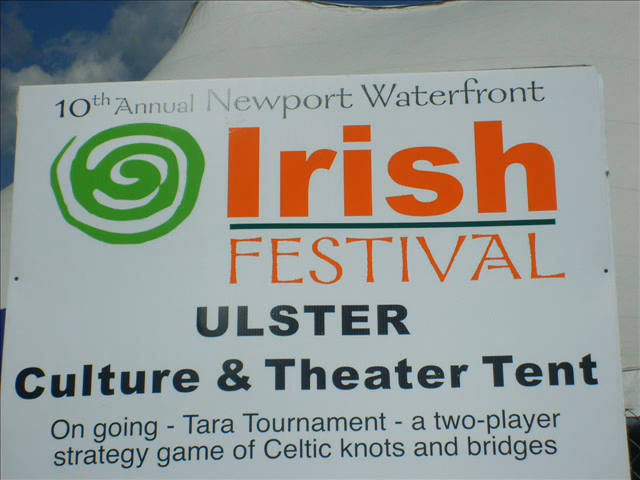 10th Annual Newport Waterfront
Irish
FESTIVAL
ULSTER
Culture & Theater Tent
On going - Tara Tournament - a two-player
strategy game of Celtic knots and bridges